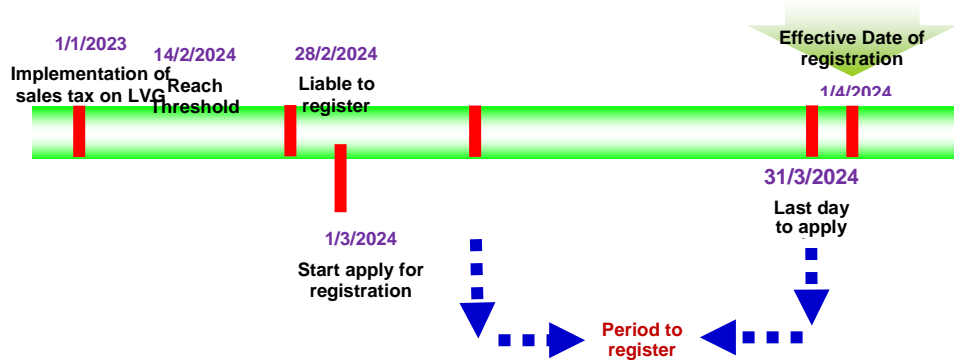 1/1/2023
Implementation of
sales tax on LVG
14/2/2024
Reach
Threshold
28/2/2024
Liable to
register
Effective Date of
registration
1/4/2024
1/3/2024
Start apply for
registration
31/3/2024
Last day
to apply
Period to
register